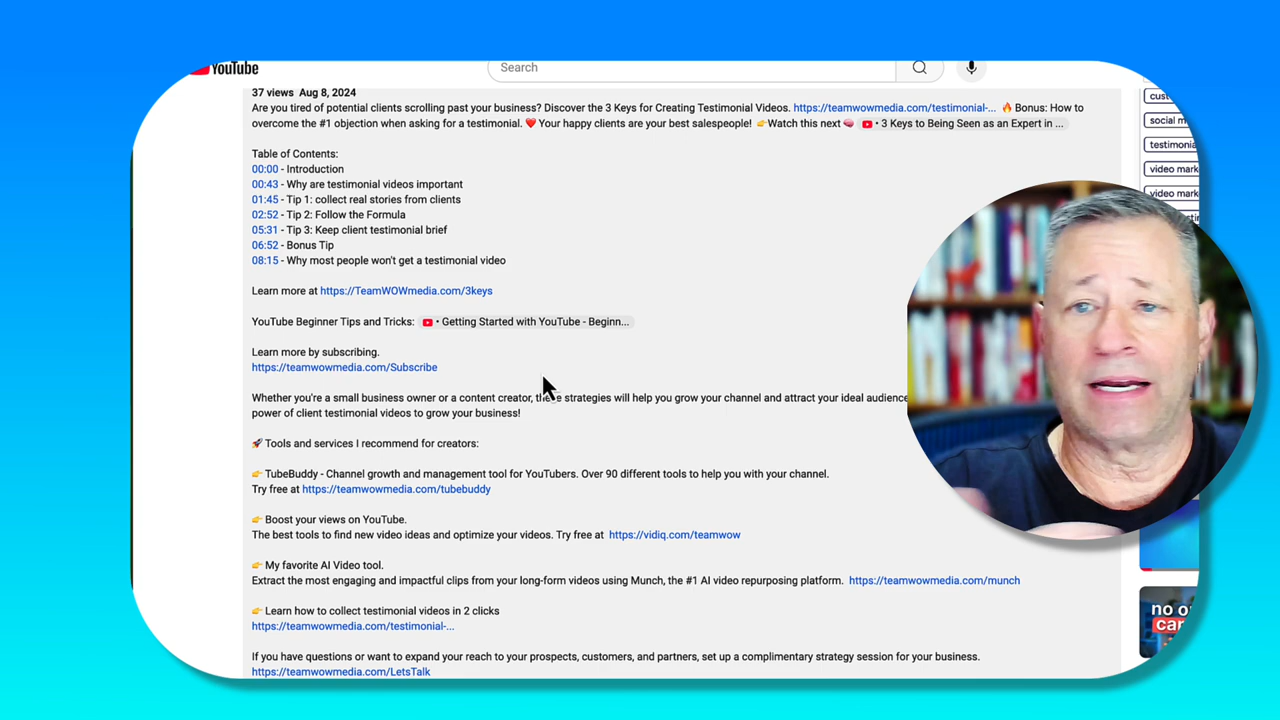 YouTube
Search
37 views Aug 8, 2024
Are you tired of potential clients scrolling past your business? Discover the 3 Keys for Creating Testimonial Videos. https://teamwowmedia.com/testimonial-... 🔥 Bonus: How to
overcome the #1 objection when asking for a testimonial. ❤️ Your happy clients are your best salespeople! 👉Watch this next 🧠 • 3 Keys to Being Seen as an Expert in ...
Table of Contents:
00:00 - Introduction
00:43 - Why are testimonial videos important
01:45 - Tip 1: collect real stories from clients
02:52 - Tip 2: Follow the Formula
05:31 - Tip 3: Keep client testimonial brief
06:52 - Bonus Tip
08:15 - Why most people won't get a testimonial video
Learn more at https://TeamWOWmedia.com/3keys
YouTube Beginner Tips and Tricks: • Getting Started with YouTube - Beginn...
Learn more by subscribing.
https://teamwowmedia.com/Subscribe
Whether you're a small business owner or a content creator, these strategies will help you grow your channel and attract your ideal audience
power of client testimonial videos to grow your business!
🚀 Tools and services I recommend for creators:
👉 TubeBuddy - Channel growth and management tool for YouTubers. Over 90 different tools to help you with your channel.
Try free at https://teamwowmedia.com/tubebuddy
👉 Boost your views on YouTube.
The best tools to find new video ideas and optimize your videos. Try free at https://vidiq.com/teamwow
👉 My favorite AI Video tool.
Extract the most engaging and impactful clips from your long-form videos using Munch, the #1 AI video repurposing platform. https://teamwowmedia.com/munch
👉 Learn how to collect testimonial videos in 2 clicks
https://teamwowmedia.com/testimonial-...
If you have questions or want to expand your reach to your prospects, customers, and partners, set up a complimentary strategy session for your business.
https://teamwowmedia.com/LetsTalk
social m
testimonia
video mark
video mark
no o
car